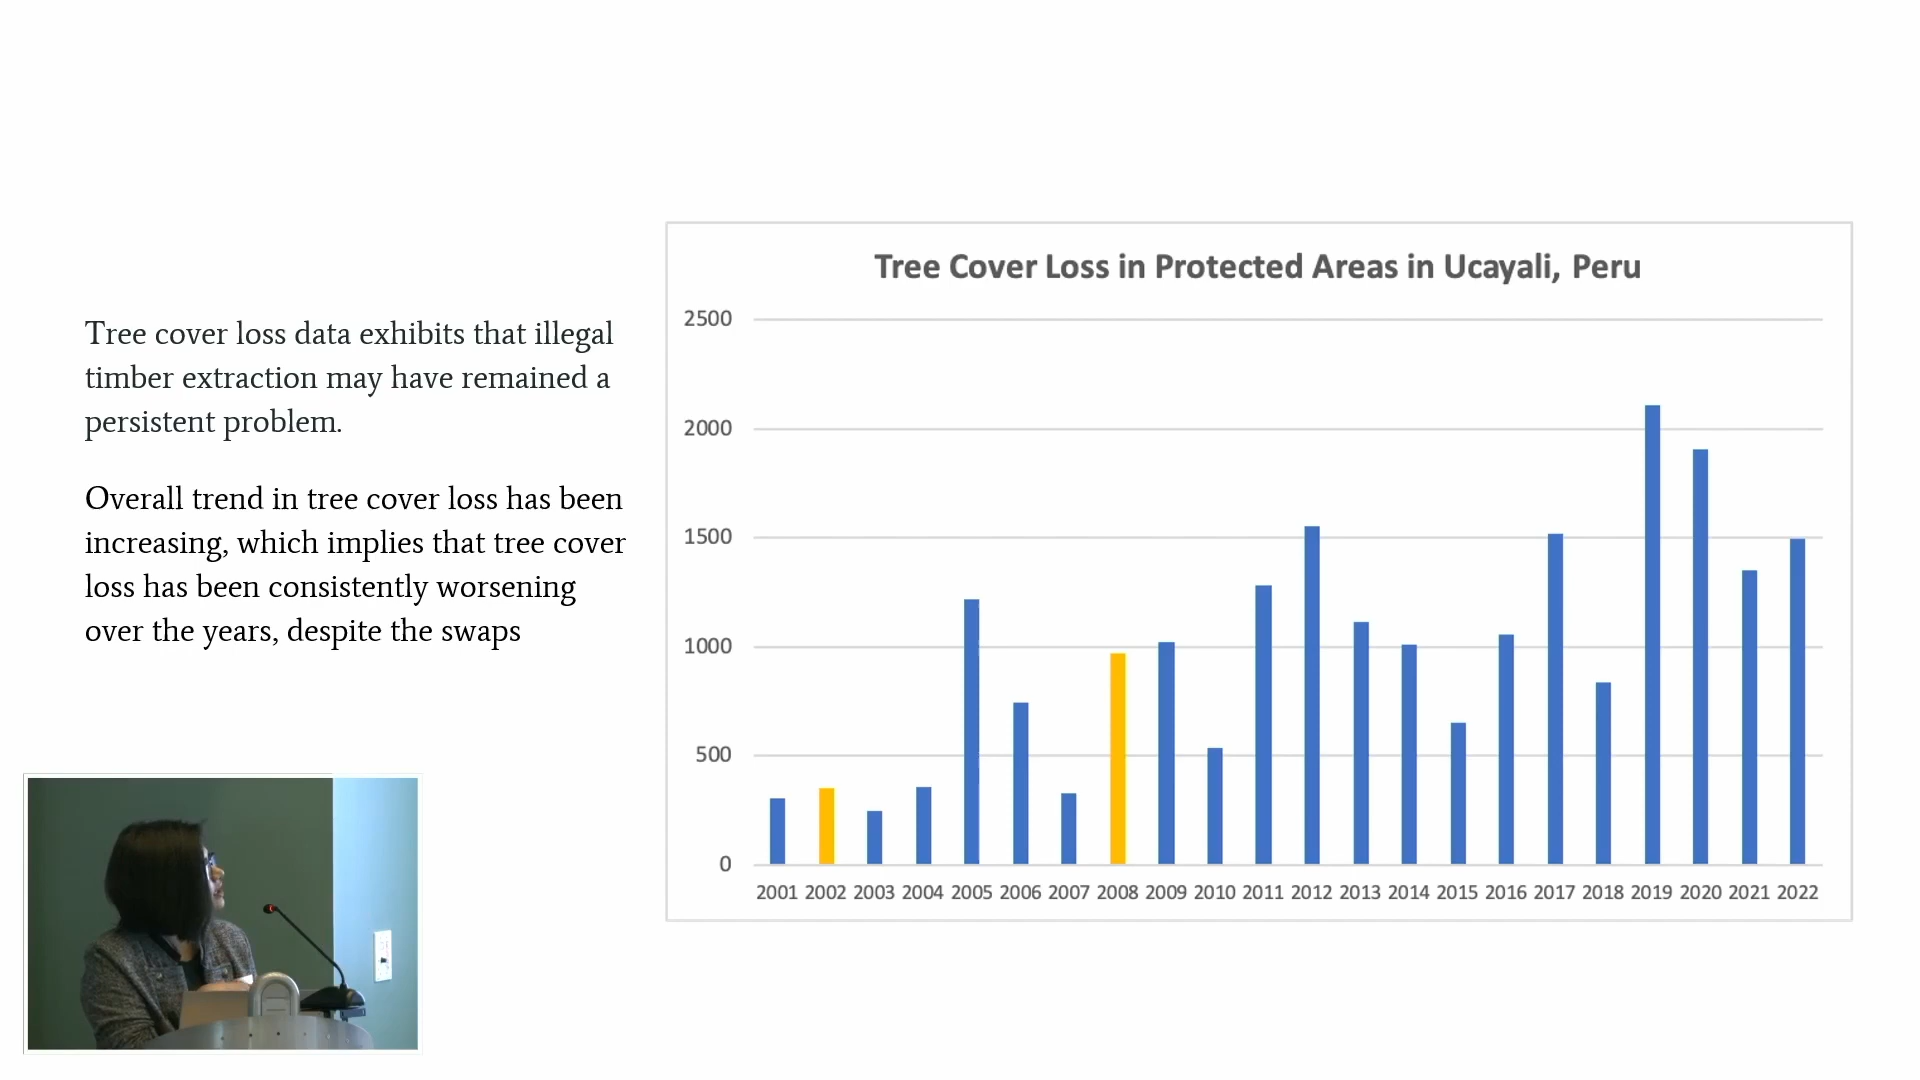 Tree cover loss data exhibits that illegal
timber extraction may have remained a
persistent problem.
Overall trend in tree cover loss has been
increasing, which implies that tree cover
loss has been consistently worsening
over the years, despite the swaps
Tree Cover Loss in Protected Areas in Ucayali, Peru
2500
2000
1500
1000
500
0
2001 2002 2003 2004 2005 2006 2007 2008 2009 2010 2011 2012 2013 2014 2015 2016 2017 2018 2019 2020 2021 2022